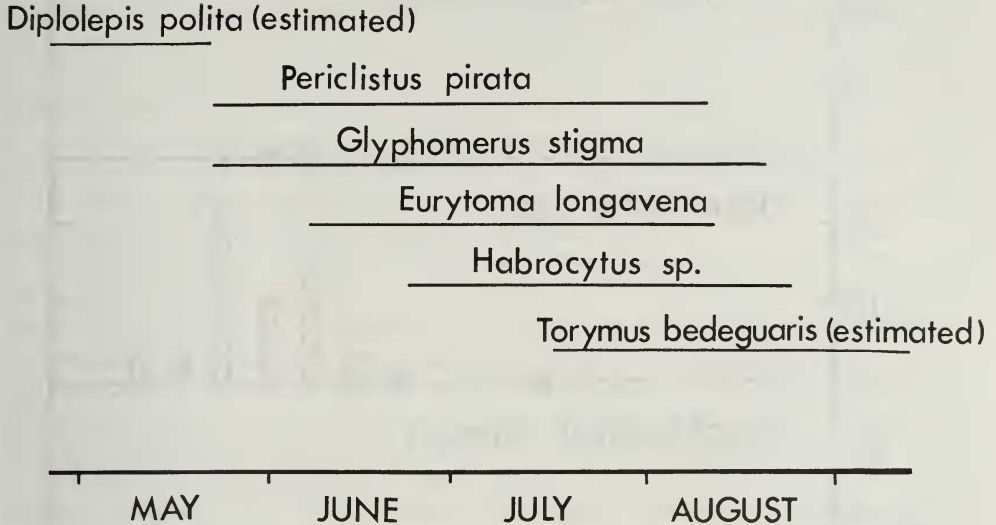 Diplolepis polita (estimated)
Periclistus pirata
Glyphomerus stigma
Eurytoma longavena
Habrocytus sp.
Torymus bedeguaris (estimated)
MAY JUNE JULY AUGUST